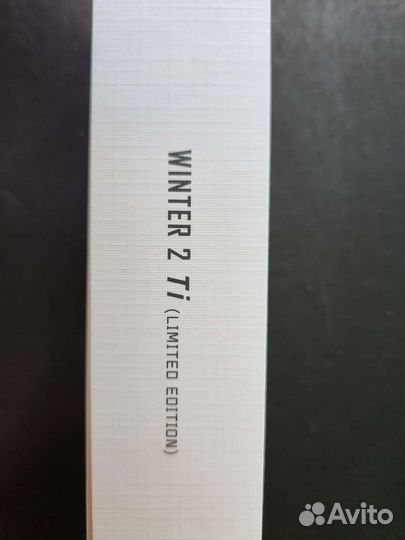 WINTER 2 Ti (LIMITED EDITION)
Avito